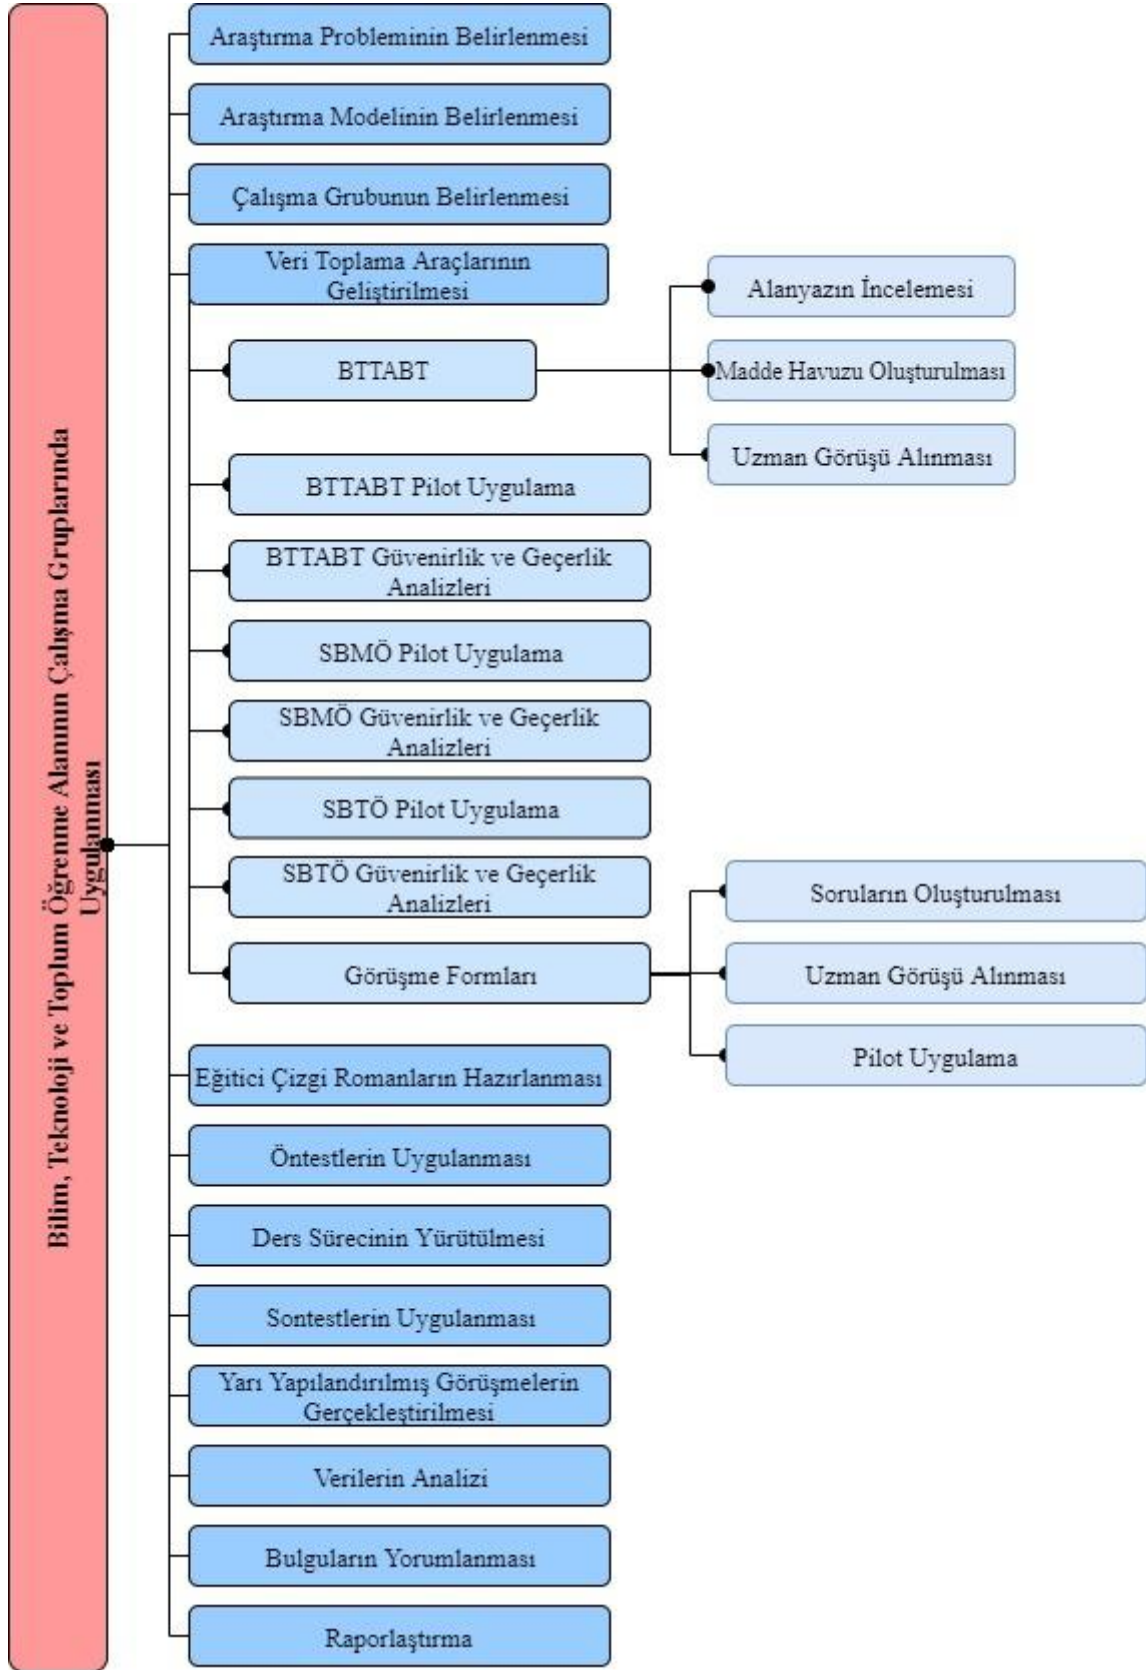 Bilim, Teknoloji ve Toplum Öğrenme Alanının Çalışma Gruplarında
Uygulanması
Araştırma Probleminin Belirlenmesi
Araştırma Modelinin Belirlenmesi
Çalışma Grubunun Belirlenmesi
Veri Toplama Araçlarının
Geliştirilmesi
BTTABT
Alanyazın İncelemesi
Madde Havuzu Oluşturulması
Uzman Görüşü Alınması
BTTABT Pilot Uygulama
BTTABT Güvenirlik ve Geçerlik
Analizleri
SBMÖ Pilot Uygulama
SBMÖ Güvenirlik ve Geçerlik
Analizleri
SBTÖ Pilot Uygulama
SBTÖ Güvenirlik ve Geçerlik
Analizleri
Görüşme Formları
Soruların Oluşturulması
Uzman Görüşü Alınması
Pilot Uygulama
Eğitici Çizgi Romanların Hazırlanması
Öntestlerin Uygulanması
Ders Sürecinin Yürütülmesi
Sontestlerin Uygulanması
Yarı Yapılandırılmış Görüşmelerin
Gerçekleştirilmesi
Verilerin Analizi
Bulguların Yorumlanması
Raporlaştırma